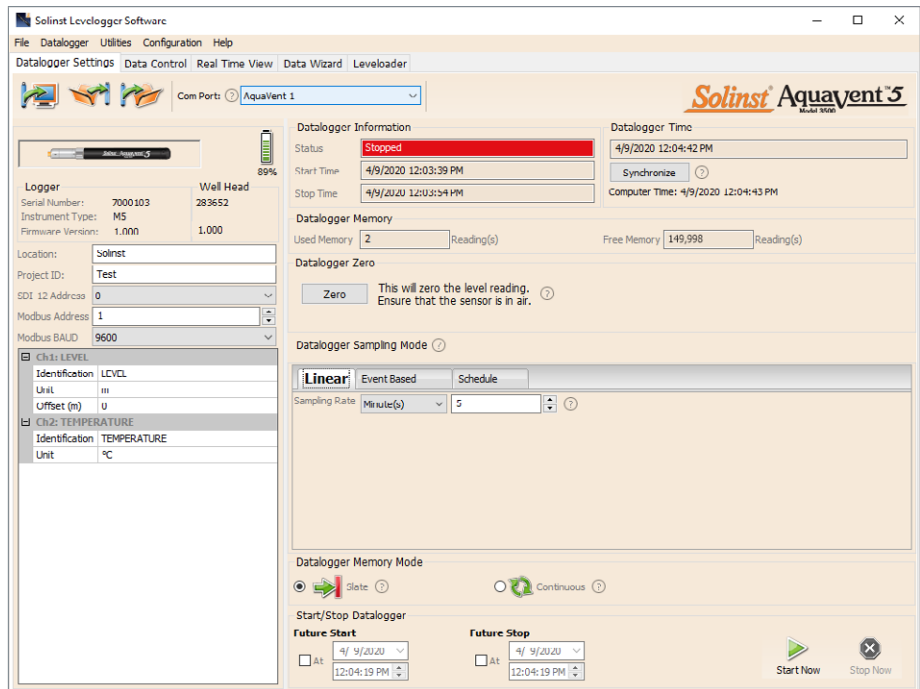 Solinst Levelogger Software
File Datalogger Utilities Configuration Help
Datalogger Settings Data Control Real Time View Data Wizard Leveloader
Com Port: ? AquaVent 1
Solinst® Aquavent™5
Model 3500
Solinst Aquavent 5
89%
Logger Well Head
Serial Number: 7000103 283652
Instrument Type: M5
Firmware Version: 1.000 1.000
Location: Solinst
Project ID: Test
SDI-12 Address 0
Modbus Address 1
Modbus BAUD 9600
Ch1: LEVEL
Identification LEVEL
Unit m
Offset (m) 0
Ch2: TEMPERATURE
Identification TEMPERATURE
Unit °C
Datalogger Information
Status Stopped
Start Time 4/9/2020 12:03:39 PM
Stop Time 4/9/2020 12:03:54 PM
Datalogger Time
4/9/2020 12:04:42 PM
Synchronize ?
Computer Time: 4/9/2020 12:04:43 PM
Datalogger Memory
Used Memory 2 Reading(s) Free Memory 149,998 Reading(s)
Datalogger Zero
Zero
This will zero the level reading.
Ensure that the sensor is in air. ?
Datalogger Sampling Mode ?
Linear Event Based Schedule
Sampling Rate Minute(s) 5 ?
Datalogger Memory Mode
Slate ? Continuous ?
Start/Stop Datalogger
Future Start Future Stop
At 4/ 9/2020 At 4/ 9/2020
12:04:19 PM 12:04:19 PM
Start Now Stop Now